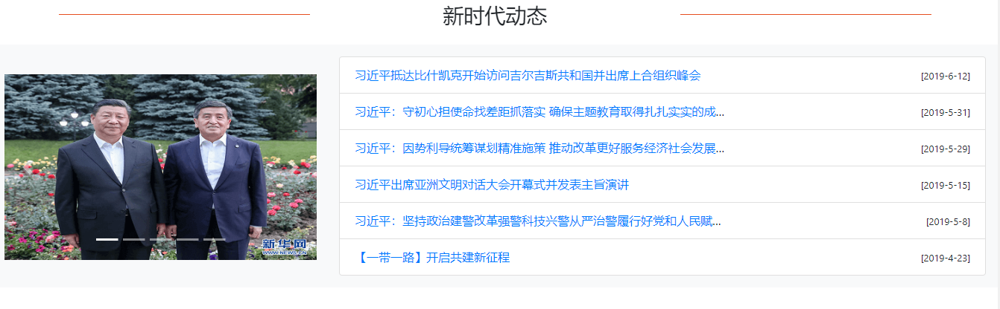 新时代动态
习近平抵达比什凯克开始访问吉尔吉斯共和国并出席上合组织峰会 [2019-6-12]
习近平：守初心担使命找差距抓落实 确保主题教育取得扎扎实实的成... [2019-5-31]
习近平：因势利导统筹谋划精准施策 推动改革更好服务经济社会发展... [2019-5-29]
习近平出席亚洲文明对话大会开幕式并发表主旨演讲 [2019-5-15]
习近平：坚持政治建警改革强警科技兴警从严治警履行好党和人民赋... [2019-5-8]
【一带一路】开启共建新征程 [2019-4-23]
新华网
WWW.NEWS.CN